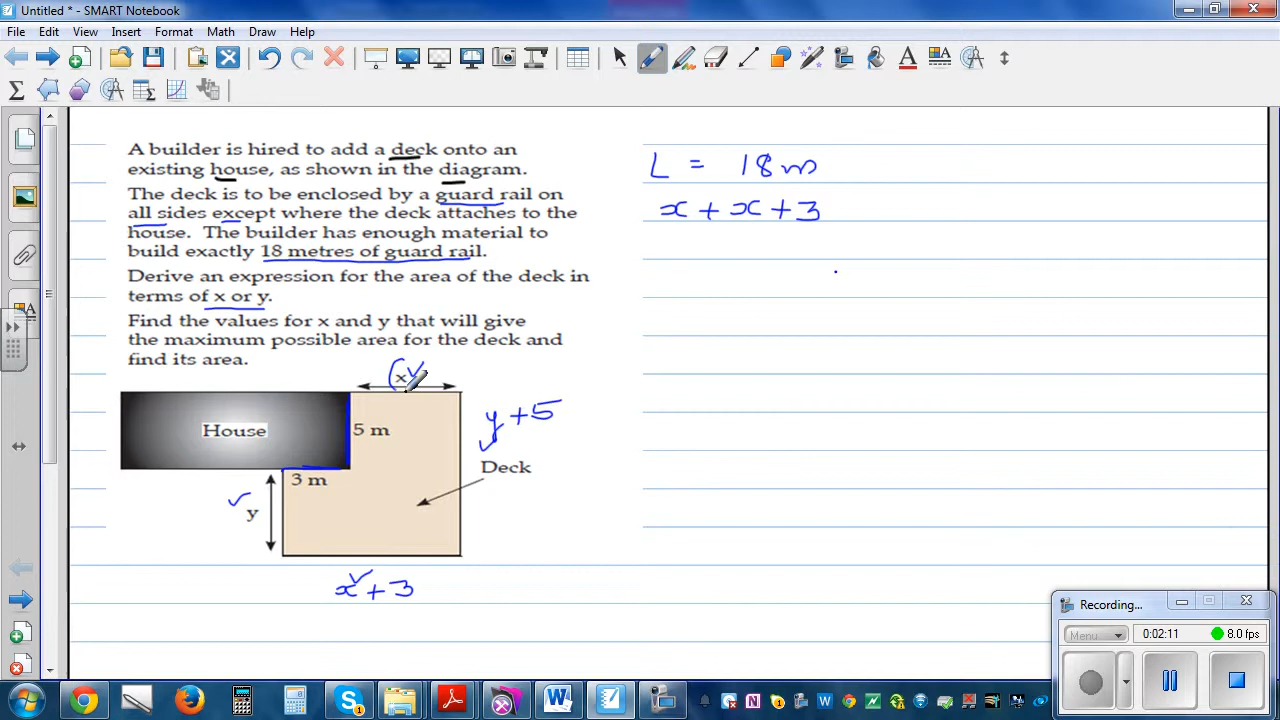 Untitled * - SMART Notebook
File Edit View Insert Format Math Draw Help
A builder is hired to add a deck onto an
existing house, as shown in the diagram.
The deck is to be enclosed by a guard rail on
all sides except where the deck attaches to the
house. The builder has enough material to
build exactly 18 metres of guard rail.
Derive an expression for the area of the deck in
terms of x or y.
Find the values for x and y that will give
the maximum possible area for the deck and
find its area.
x
House
5 m
y + 5
Deck
3 m
y
x + 3
L = 18 m
x + x + 3
Recording...
Menu
0:02:11
8.0 fps